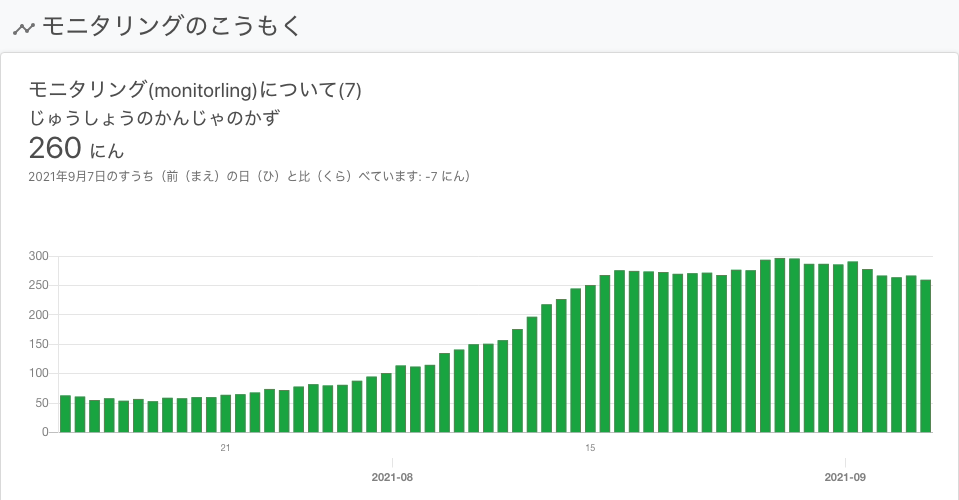 モニタリングのこうもく
モニタリング(monitorling)について(7)
じゅうしょうのかんじゃのかず
260 にん
2021年9月7日のすうち（前（まえ）の日（ひ）と比（くら）べています: -7 にん）
300
250
200
150
100
50
0
21
15
2021-08
2021-09